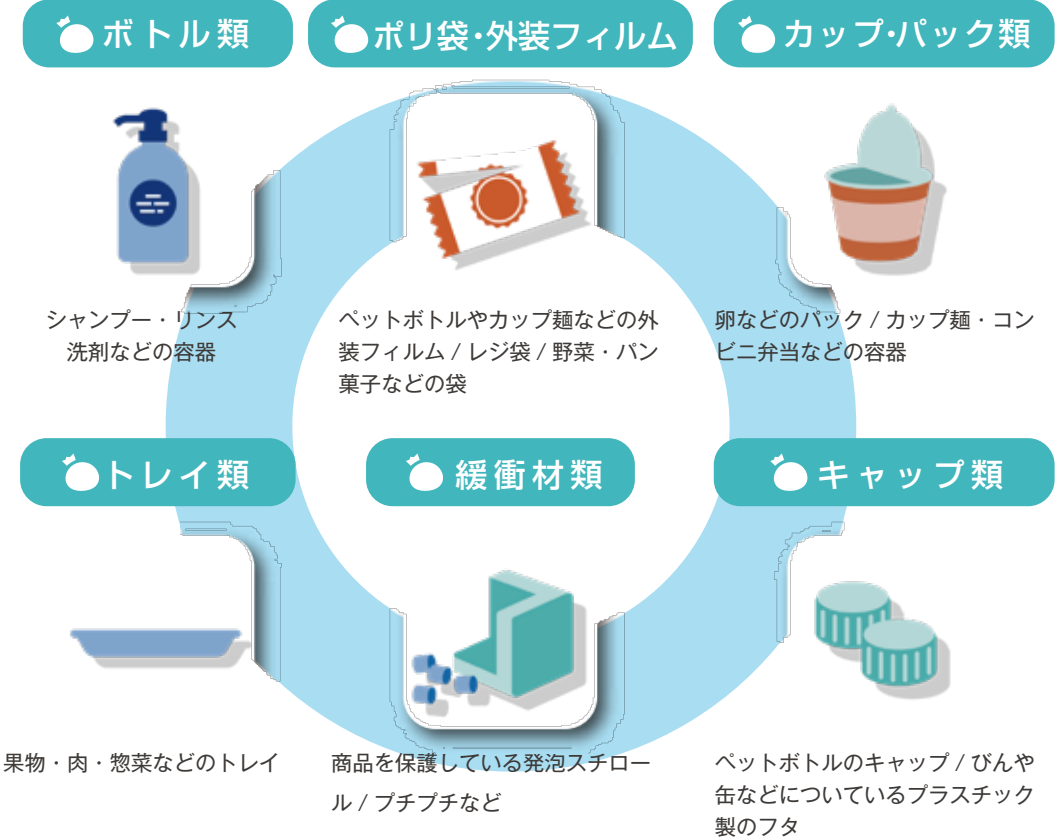 ボトル類
シャンプー・リンス
洗剤などの容器
ポリ袋・外装フィルム
ペットボトルやカップ麺などの外
装フィルム / レジ袋 / 野菜・パン
菓子などの袋
カップ・パック類
卵などのパック / カップ麺・コン
ビニ弁当などの容器
トレイ類
果物・肉・惣菜などのトレイ
緩衝材類
商品を保護している発泡スチロー
ル / プチプチなど
キャップ類
ペットボトルのキャップ / びんや
缶などについているプラスチック
製のフタ